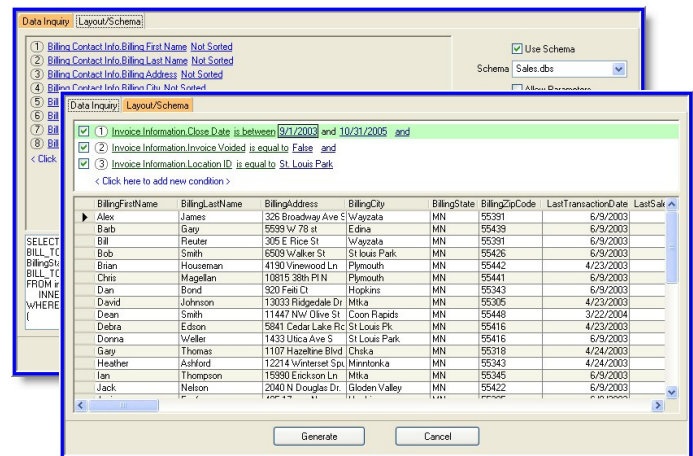 Data Inquiry Layout/Schema
1 Billing Contact Info.Billing First Name Not Sorted
2 Billing Contact Info.Billing Last Name Not Sorted
3 Billing Contact Info.Billing Address Not Sorted
4 Billing Contact Info.Billing City Not Sorted
5 Bil
6 Bil
7 Bil
8 Bil
< Click
Use Schema
Schema Sales.dbs
Allow Parameters
SELECT
BILL_TO
BillingSta
BILL_TO
FROM in
INNE
WHERE
(
Data Inquiry Layout/Schema
1 Invoice Information.Close Date is between 9/1/2003 and 10/31/2005 and
2 Invoice Information.Invoice Voided is equal to False and
3 Invoice Information.Location ID is equal to St. Louis Park
< Click here to add new condition >
BillingFirstName BillingLastName BillingAddress BillingCity BillingState BillingZipCode LastTransactionDate LastSale
Alex James 326 Broadway Ave S Wayzata MN 55391 6/9/2003
Barb Gary 5599 W 78 st Edina MN 55439 6/9/2003
Bill Reuter 305 E Rice St Wayzata MN 55391 6/9/2003
Bob Smith 6509 Walker St St louis Park MN 55426 6/9/2003
Brian Houseman 4190 Vinewood Ln Plymouth MN 55442 4/23/2003
Chris Magellan 10815 38th Pl N Plymouth MN 55441 6/9/2003
Dan Bond 920 Feiti Ct Hopkins MN 55343 6/9/2003
David Johnson 13033 Ridgedale Dr Mtka MN 55305 4/23/2003
Dean Smith 11447 NW Olive St Coon Rapids MN 55448 3/22/2004
Debra Edson 5841 Cedar Lake Rc St Louis Pk MN 55416 4/23/2003
Donna Weller 1433 Utica Ave S St Louis Park MN 55416 6/9/2003
Gary Thomas 1107 Hazeltine Blvd Chska MN 55318 4/24/2003
Heather Ashford 12214 Winterset Spu Minntonka MN 55343 4/24/2003
Ian Thompson 15990 Erickson Ln Mtka MN 55345 6/9/2003
Jack Nelson 2040 N Douglas Dr. Gloden Valley MN 55422 6/9/2003
Generate Cancel